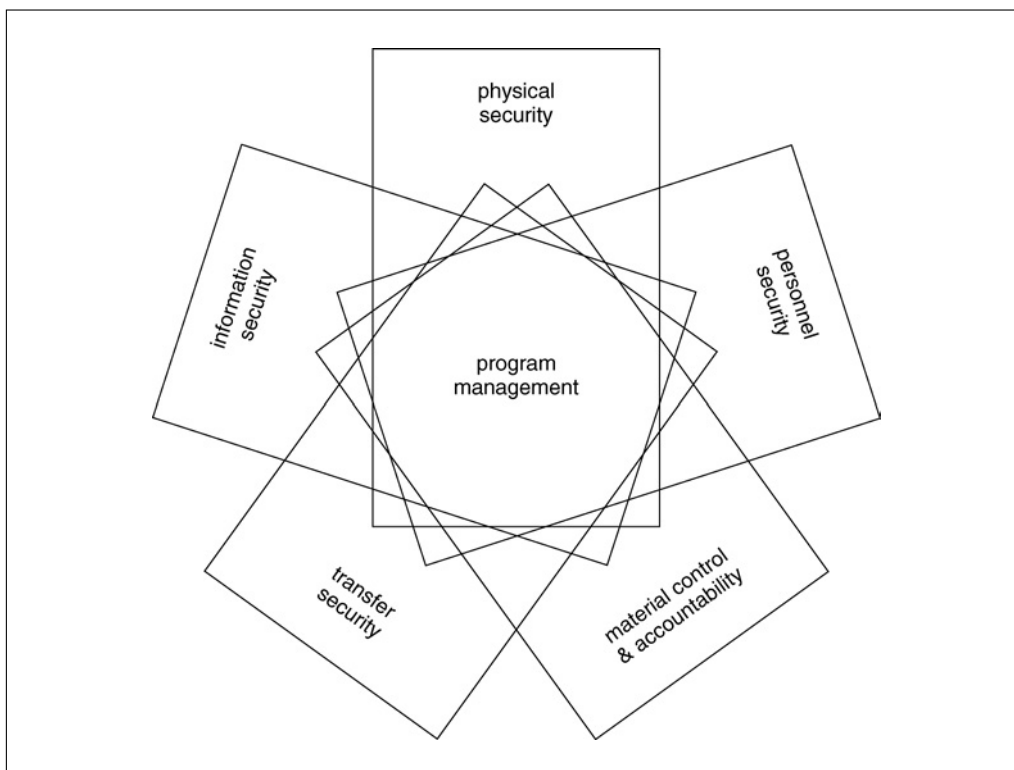 physical
security
information
security
personnel
security
program
management
transfer
security
material control
& accountability